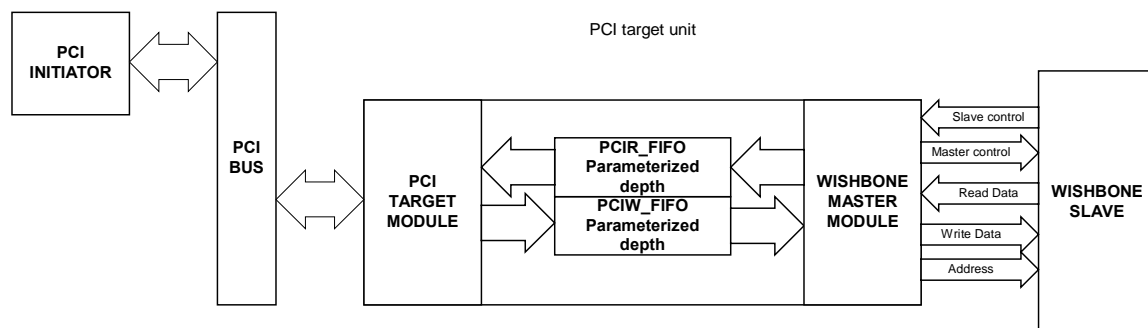 PCI target unit
PCI
INITIATOR
PCI
BUS
PCI
TARGET
MODULE
PCIR_FIFO
Parameterized
depth
PCIW_FIFO
Parameterized
depth
WISHBONE
MASTER
MODULE
Slave control
Master control
Read Data
Write Data
Address
WISHBONE
SLAVE